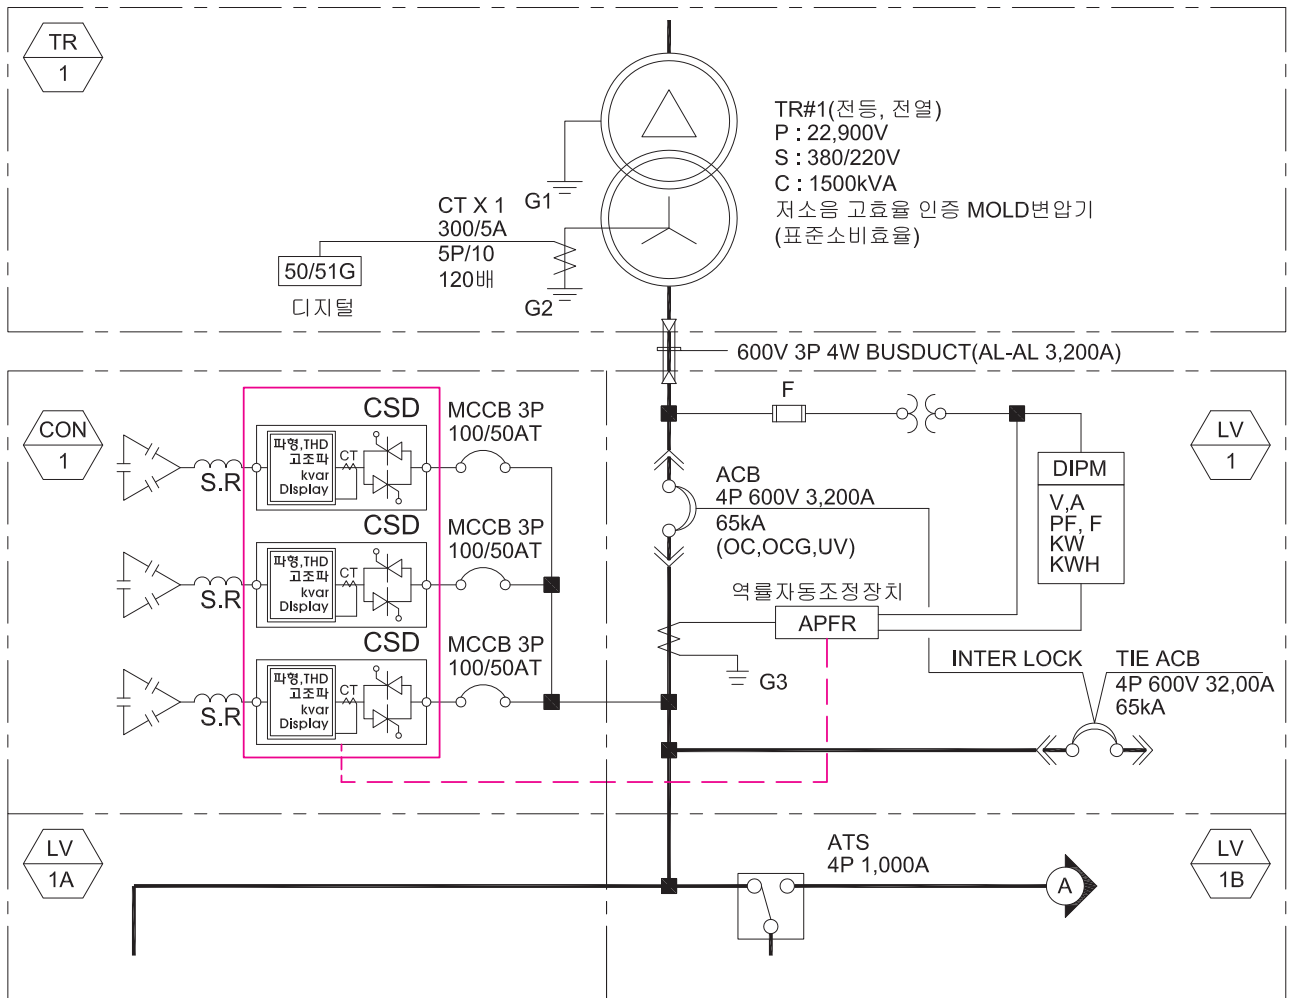 TR
1
TR#1(전등, 전열)
P : 22,900V
S : 380/220V
C : 1500kVA
저소음 고효율 인증 MOLD변압기
(표준소비효율)
G1
CT X 1
300/5A
5P/10
120배
50/51G
디지털
G2
600V 3P 4W BUSDUCT(AL-AL 3,200A)
CON
1
CSD
MCCB 3P
100/50AT
파형,THD
고조파
kvar
Display
CT
S.R
CSD
MCCB 3P
100/50AT
파형,THD
고조파
kvar
Display
CT
S.R
CSD
MCCB 3P
100/50AT
파형,THD
고조파
kvar
Display
CT
S.R
F
LV
1
ACB
4P 600V 3,200A
65kA
(OC,OCG,UV)
DIPM
V,A
PF, F
KW
KWH
역률자동조정장치
APFR
G3
INTER LOCK
TIE ACB
4P 600V 32,00A
65kA
LV
1A
ATS
4P 1,000A
A
LV
1B